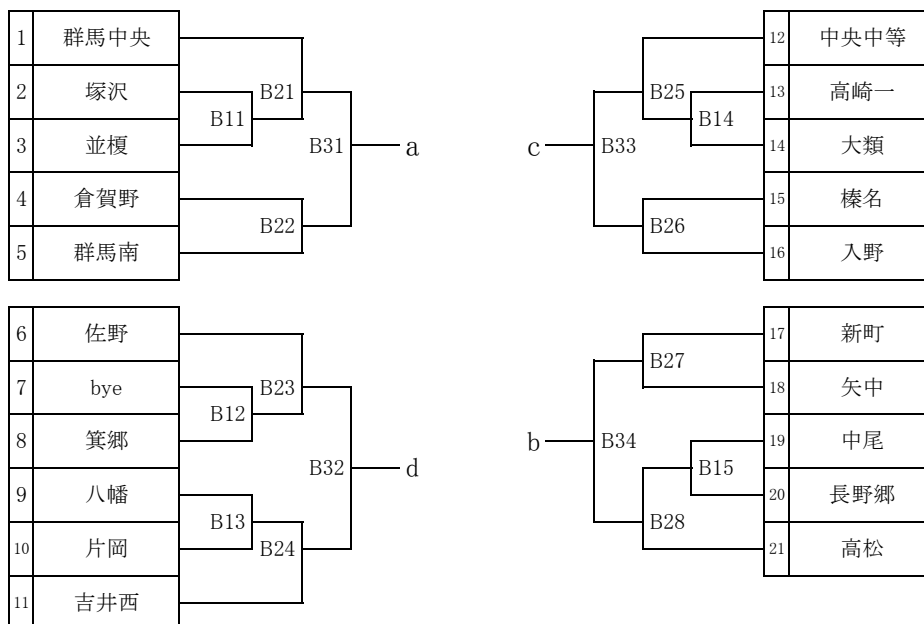 1 群馬中央
2 塚沢
3 並榎
4 倉賀野
5 群馬南
B11
B21
B22
B31
a
12 中央中等
13 高崎一
14 大類
15 榛名
16 入野
B25
B14
B26
B33
c
6 佐野
7 bye
8 箕郷
9 八幡
10 片岡
11 吉井西
B12
B13
B23
B24
B32
d
17 新町
18 矢中
19 中尾
20 長野郷
21 高松
B27
B15
B28
B34
b